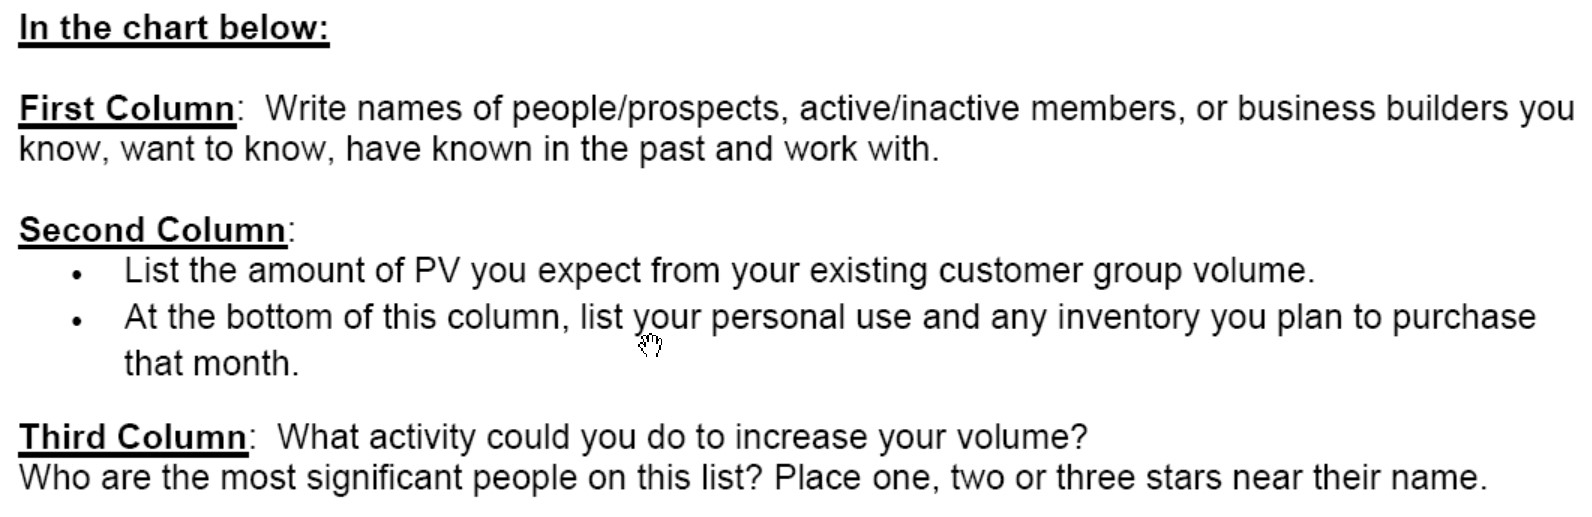 In the chart below:
First Column:  Write names of people/prospects, active/inactive members, or business builders you
know, want to know, have known in the past and work with.
Second Column:
• List the amount of PV you expect from your existing customer group volume.
• At the bottom of this column, list your personal use and any inventory you plan to purchase
that month.
Third Column:  What activity could you do to increase your volume?
Who are the most significant people on this list? Place one, two or three stars near their name.